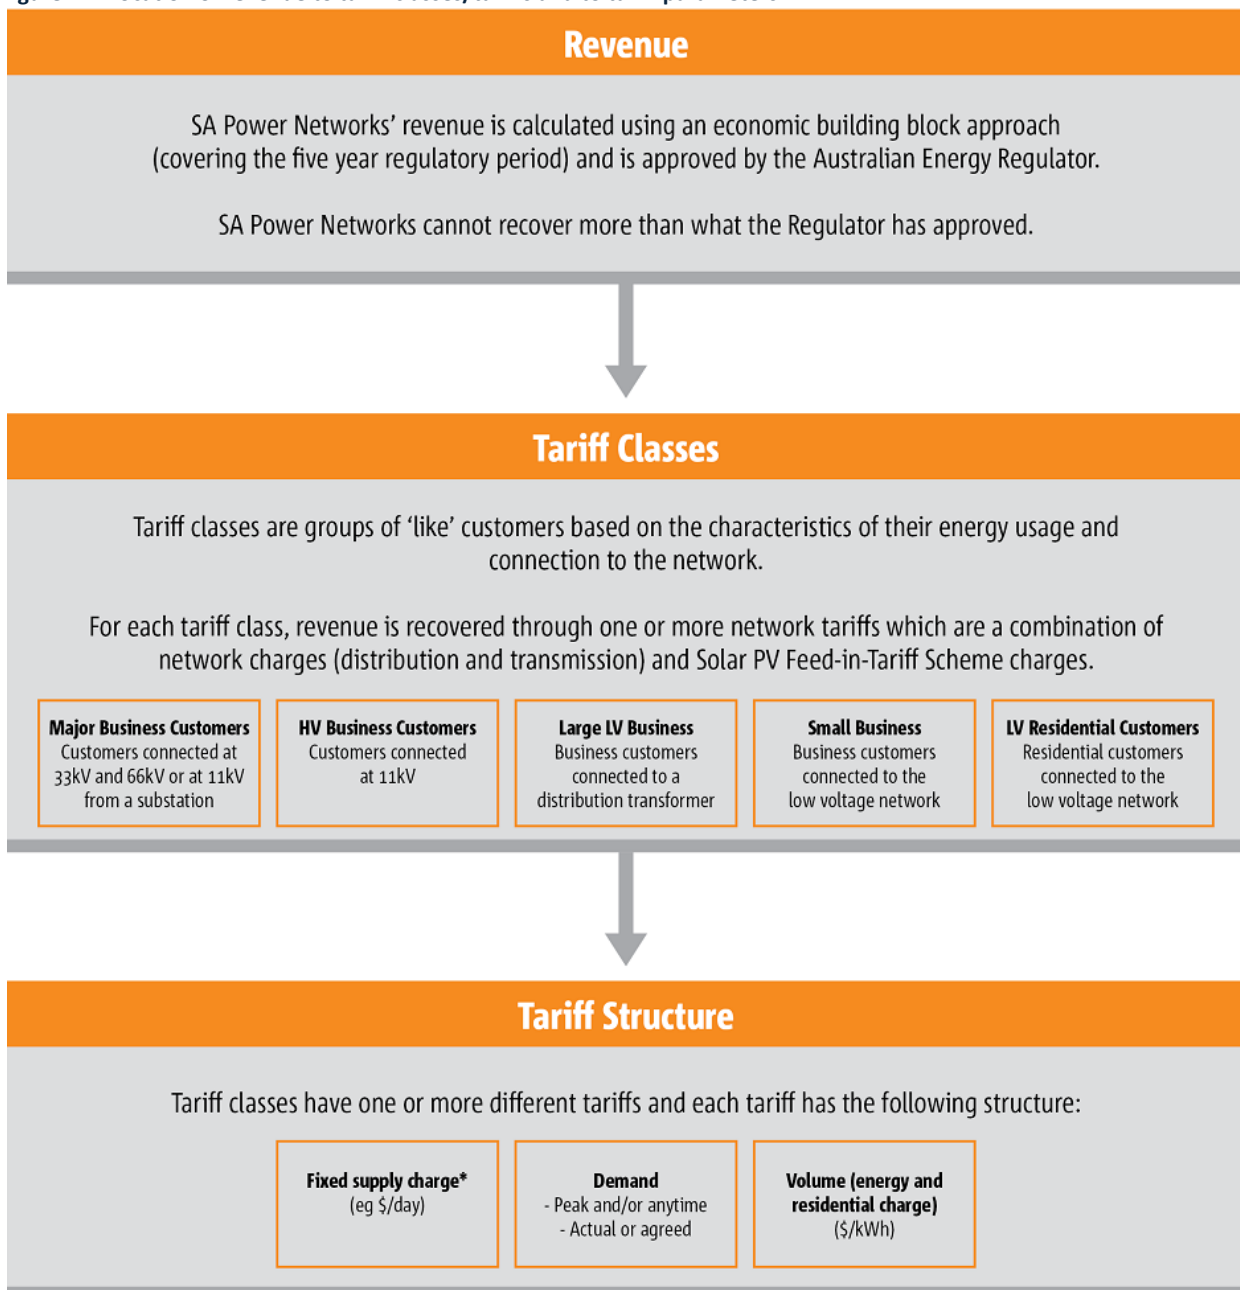 Revenue
SA Power Networks’ revenue is calculated using an economic building block approach
(covering the five year regulatory period) and is approved by the Australian Energy Regulator.
SA Power Networks cannot recover more than what the Regulator has approved.
Tariff Classes
Tariff classes are groups of ‘like’ customers based on the characteristics of their energy usage and
connection to the network.
For each tariff class, revenue is recovered through one or more network tariffs which are a combination of
network charges (distribution and transmission) and Solar PV Feed-in-Tariff Scheme charges.
Major Business Customers
Customers connected at
33kV and 66kV or at 11kV
from a substation
HV Business Customers
Customers connected
at 11kV
Large LV Business
Business customers
connected to a
distribution transformer
Small Business
Business customers
connected to the
low voltage network
LV Residential Customers
Residential customers
connected to the
low voltage network
Tariff Structure
Tariff classes have one or more different tariffs and each tariff has the following structure:
Fixed supply charge*
(eg $/day)
Demand
- Peak and/or anytime
- Actual or agreed
Volume (energy and
residential charge)
($/kWh)